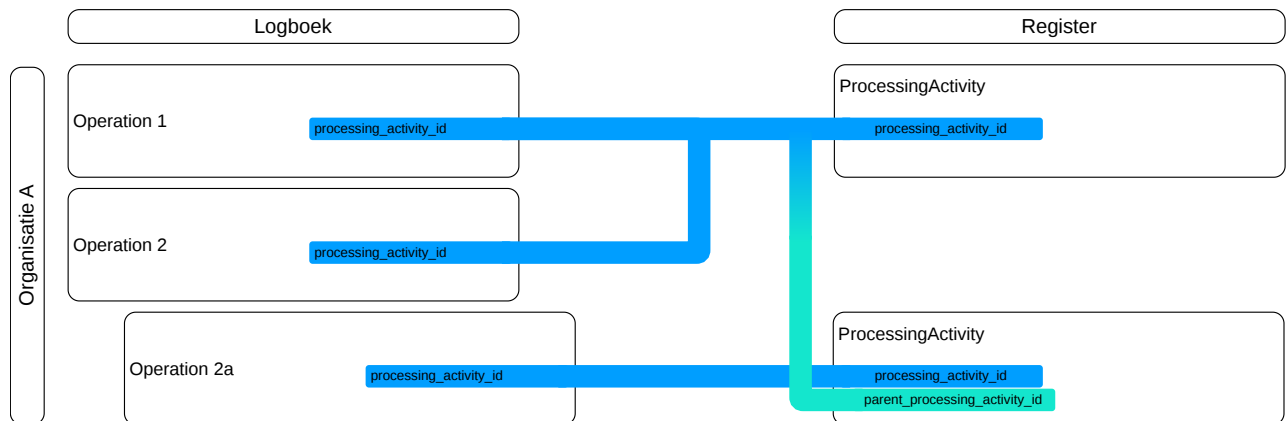 Logboek
Register
Organisatie A
Operation 1
processing_activity_id
ProcessingActivity
processing_activity_id
Operation 2
processing_activity_id
Operation 2a
processing_activity_id
ProcessingActivity
processing_activity_id
parent_processing_activity_id